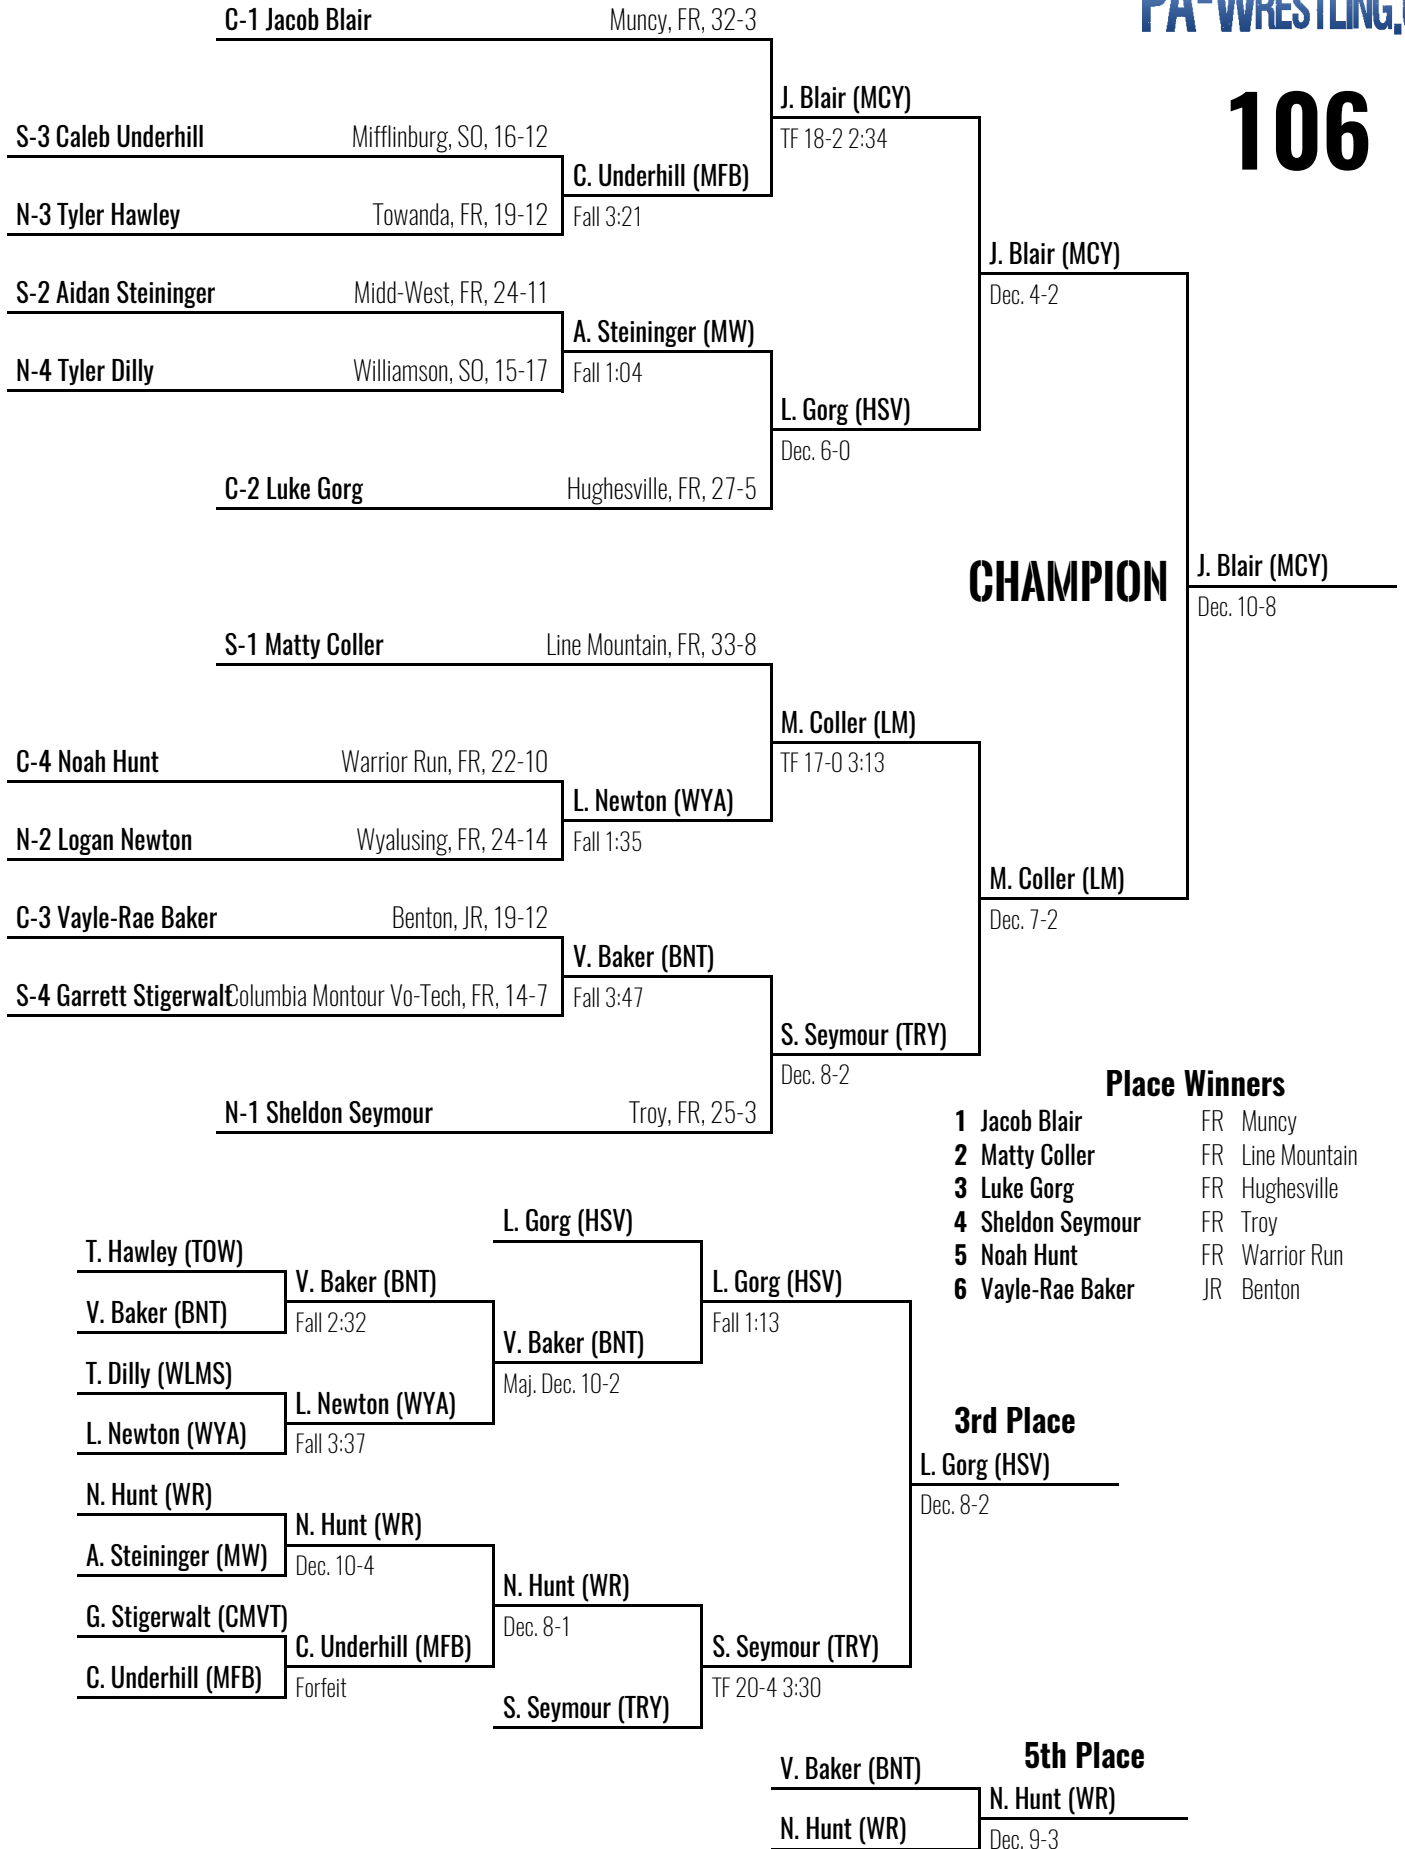 PA-WRESTLING.
106
C-1 Jacob Blair Muncy, FR, 32-3
J. Blair (MCY)
TF 18-2 2:34
S-3 Caleb Underhill Mifflinburg, SO, 16-12
C. Underhill (MFB)
Fall 3:21
N-3 Tyler Hawley Towanda, FR, 19-12
J. Blair (MCY)
Dec. 4-2
S-2 Aidan Steininger Midd-West, FR, 24-11
A. Steininger (MW)
Fall 1:04
N-4 Tyler Dilly Williamson, SO, 15-17
L. Gorg (HSV)
Dec. 6-0
C-2 Luke Gorg Hughesville, FR, 27-5
CHAMPION
J. Blair (MCY)
Dec. 10-8
S-1 Matty Coller Line Mountain, FR, 33-8
M. Coller (LM)
TF 17-0 3:13
C-4 Noah Hunt Warrior Run, FR, 22-10
L. Newton (WYA)
Fall 1:35
N-2 Logan Newton Wyalusing, FR, 24-14
M. Coller (LM)
Dec. 7-2
C-3 Vayle-Rae Baker Benton, JR, 19-12
V. Baker (BNT)
Fall 3:47
S-4 Garrett Stigerwalt Columbia Montour Vo-Tech, FR, 14-7
S. Seymour (TRY)
Dec. 8-2
N-1 Sheldon Seymour Troy, FR, 25-3
Place Winners
1 Jacob Blair FR Muncy
2 Matty Coller FR Line Mountain
3 Luke Gorg FR Hughesville
4 Sheldon Seymour FR Troy
5 Noah Hunt FR Warrior Run
6 Vayle-Rae Baker JR Benton
L. Gorg (HSV)
T. Hawley (TOW)
V. Baker (BNT)
Fall 2:32
V. Baker (BNT)
L. Gorg (HSV)
Fall 1:13
V. Baker (BNT)
Maj. Dec. 10-2
T. Dilly (WLMS)
L. Newton (WYA)
Fall 3:37
L. Newton (WYA)
3rd Place
L. Gorg (HSV)
Dec. 8-2
N. Hunt (WR)
N. Hunt (WR)
Dec. 10-4
A. Steininger (MW)
N. Hunt (WR)
Dec. 8-1
G. Stigerwalt (CMVT)
C. Underhill (MFB)
Forfeit
C. Underhill (MFB)
S. Seymour (TRY)
TF 20-4 3:30
S. Seymour (TRY)
5th Place
V. Baker (BNT)
N. Hunt (WR)
Dec. 9-3
N. Hunt (WR)